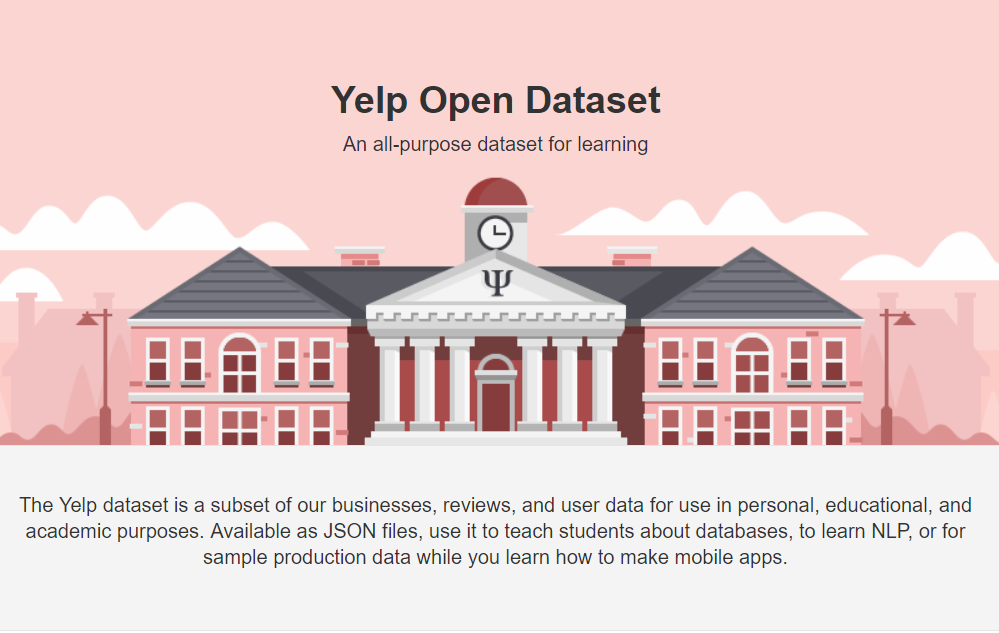 Yelp Open Dataset
An all-purpose dataset for learning
Ψ
The Yelp dataset is a subset of our businesses, reviews, and user data for use in personal, educational, and
academic purposes. Available as JSON files, use it to teach students about databases, to learn NLP, or for
sample production data while you learn how to make mobile apps.